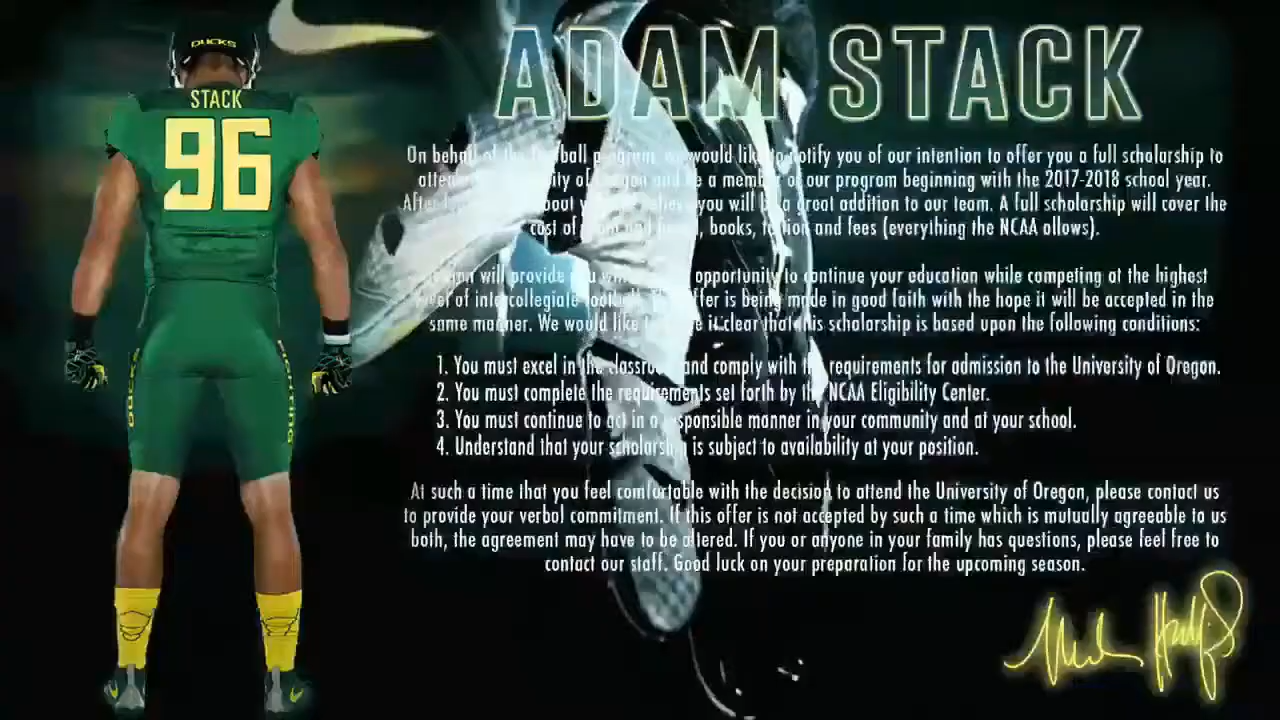 DUCKS
STACK
96
ADAM STACK
On behalf of the football program, we would like to notify you of our intention to offer you a full scholarship to
attend University of Oregon and be a member of our program beginning with the 2017-2018 school year.
After about you will be a great addition to our team. A full scholarship will cover the
cost of room and board, books, tuition and fees (everything the NCAA allows).
will provide you with opportunity to continue your education while competing at the highest
level of intercollegiate football. offer is being made in good faith with the hope it will be accepted in the
same manner. We would like to make it clear that this scholarship is based upon the following conditions:
1. You must excel in the classroom and comply with the requirements for admission to the University of Oregon.
2. You must complete the requirements set forth by the NCAA Eligibility Center.
3. You must continue to act in a responsible manner in your community and at your school.
4. Understand that your scholarship is subject to availability at your position.
At such a time that you feel comfortable with the decision to attend the University of Oregon, please contact us
to provide your verbal commitment. If this offer is not accepted by such a time which is mutually agreeable to us
both, the agreement may have to be altered. If you or anyone in your family has questions, please feel free to
contact our staff. Good luck on your preparation for the upcoming season.